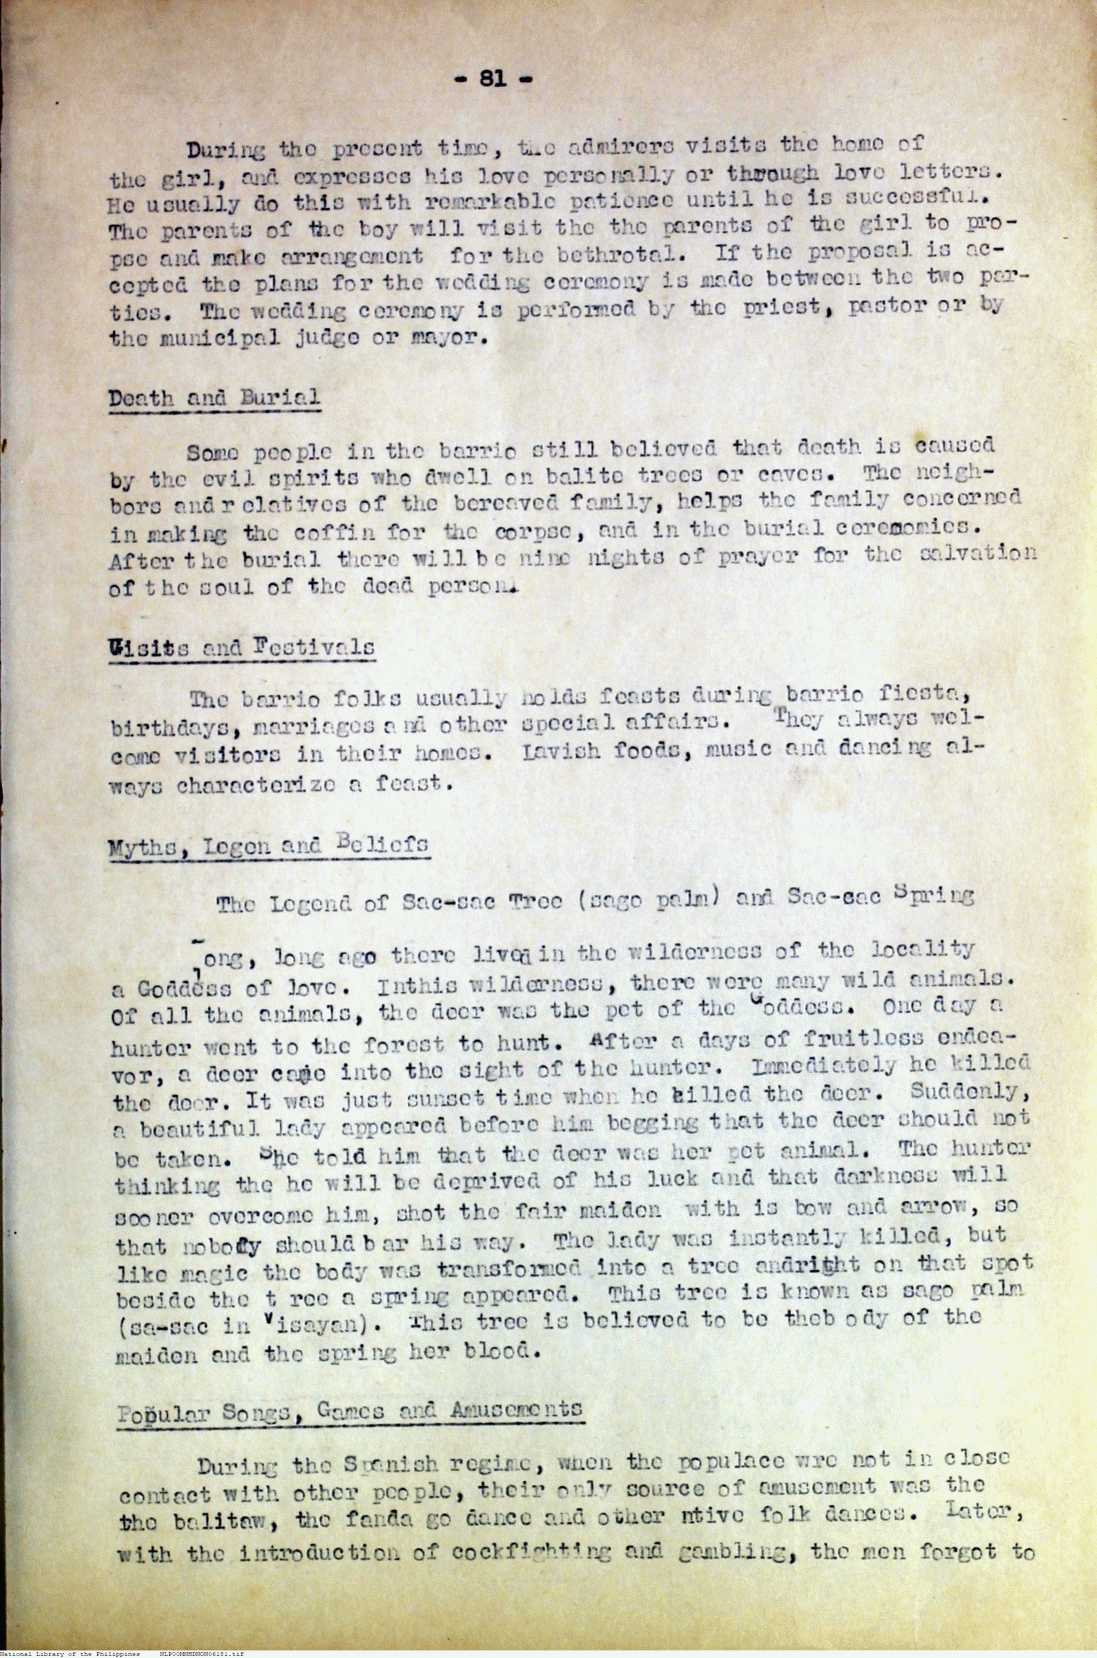 - 81 -
During the present time, the admirers visits the home of
the girl, and expresses his love personally or through love letters.
He usually do this with remarkable patience until he is successful.
The parents of the boy will visit the the parents of the girl to pro-
pse and make arrangement for the bethrotal. If the proposal is ac-
cepted the plans for the wedding ceremony is made between the two par-
ties. The wedding ceremony is performed by the priest, pastor or by
the municipal judge or mayor.
Death and Burial
Some people in the barrio still believed that death is caused
by the evil spirits who dwell on balite trees or caves. The neigh-
bors and relatives of the bereaved family, helps the family concerned
in making the coffin for the corpse, and in the burial ceremonies.
After the burial there will be nine nights of prayer for the salvation
of the soul of the dead person.
Visits and Festivals
The barrio folks usually holds feasts during barrio fiesta,
birthdays, marriages and other special affairs. They always wel-
come visitors in their homes. Lavish foods, music and dancing al-
ways characterize a feast.
Myths, Legen and Beliefs
The Legend of Sac-sac Tree (sago palm) and Sac-sac Spring
Long, long ago there lived in the wilderness of the locality
a Goddess of love. Inthis wilderness, there were many wild animals.
Of all the animals, the deer was the pet of the Goddess. One day a
hunter went to the forest to hunt. After a days of fruitless endea-
vor, a deer came into the sight of the hunter. Immediately he killed
the deer. It was just sunset time when he killed the deer. Suddenly,
a beautiful lady appeared before him begging that the deer should not
be taken. She told him that the deer was her pet animal. The hunter
thinking the he will be deprived of his luck and that darkness will
sooner overcome him, shot the fair maiden with is bow and arrow, so
that nobody should bar his way. The lady was instantly killed, but
like magic the body was transformed into a tree andright on that spot
beside the t ree a spring appeared. This tree is known as sago palm
(sa-sac in Visayan). This tree is believed to be theb ody of the
maiden and the spring her blood.
Popular Songs, Games and Amusements
During the Spanish regime, when the populace wre not in close
contact with other people, their only source of amusement was the
the balitaw, the fanda go dance and other ntive folk dances. Later,
with the introduction of cockfighting and gambling, the men forgot to
National Library of the Philippines